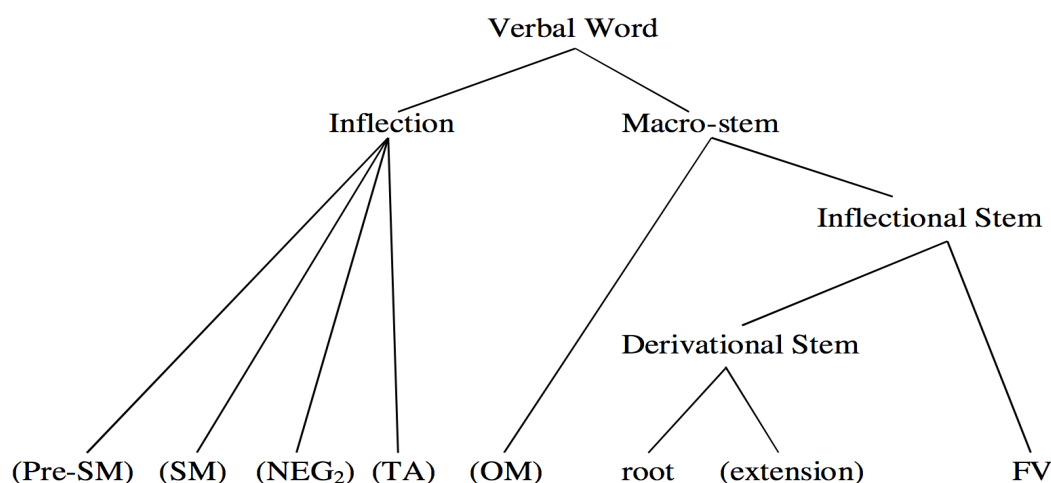 Verbal Word
Inflection Macro-stem
Inflectional Stem
Derivational Stem
(Pre-SM) (SM) (NEG₂) (TA) (OM) root (extension) FV